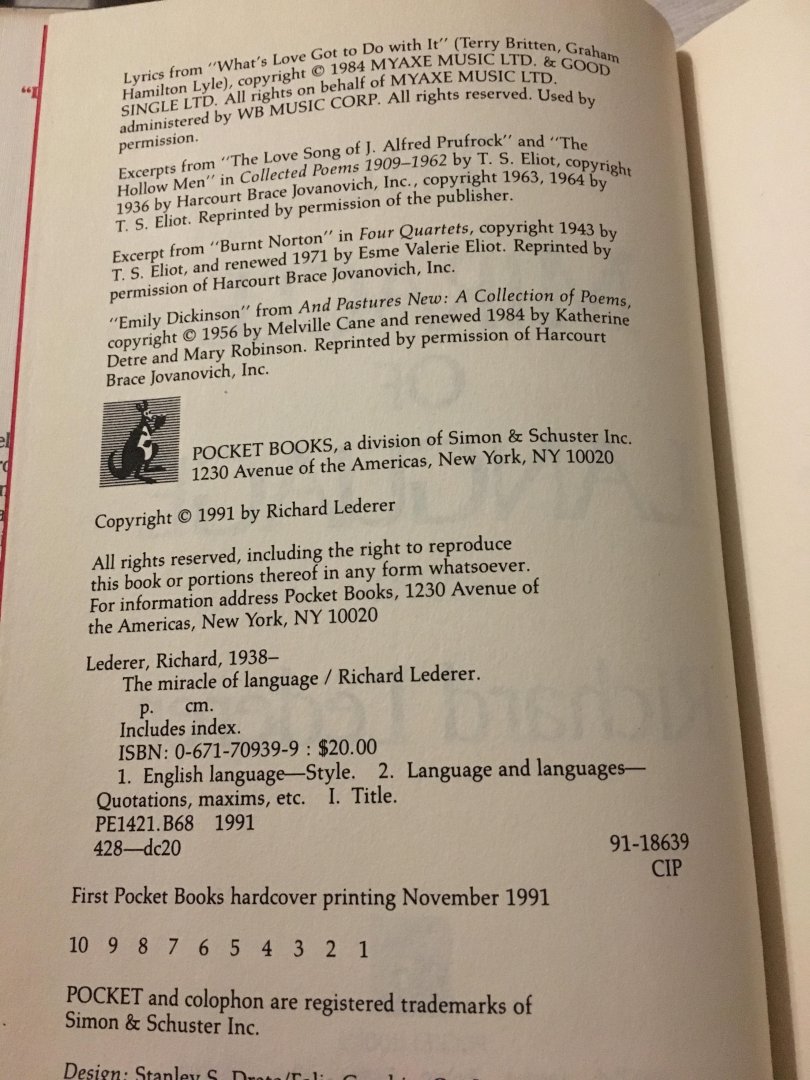 Lyrics from "What's Love Got to Do with It" (Terry Britten, Graham
Hamilton Lyle), copyright © 1984 MYAXE MUSIC LTD. & GOOD
SINGLE LTD. All rights on behalf of MYAXE MUSIC LTD.
administered by WB MUSIC CORP. All rights reserved. Used by
permission.
Excerpts from "The Love Song of J. Alfred Prufrock" and "The
Hollow Men" in Collected Poems 1909–1962 by T. S. Eliot, copyright
1936 by Harcourt Brace Jovanovich, Inc., copyright 1963, 1964 by
T. S. Eliot. Reprinted by permission of the publisher.
Excerpt from "Burnt Norton" in Four Quartets, copyright 1943 by
T. S. Eliot, and renewed 1971 by Esme Valerie Eliot. Reprinted by
permission of Harcourt Brace Jovanovich, Inc.
"Emily Dickinson" from And Pastures New: A Collection of Poems,
copyright © 1956 by Melville Cane and renewed 1984 by Katherine
Detre and Mary Robinson. Reprinted by permission of Harcourt
Brace Jovanovich, Inc.
POCKET BOOKS, a division of Simon & Schuster Inc.
1230 Avenue of the Americas, New York, NY 10020
Copyright © 1991 by Richard Lederer
All rights reserved, including the right to reproduce
this book or portions thereof in any form whatsoever.
For information address Pocket Books, 1230 Avenue of
the Americas, New York, NY 10020
Lederer, Richard, 1938–
The miracle of language / Richard Lederer.
p. cm.
Includes index.
ISBN: 0-671-70939-9 : $20.00
1. English language—Style. 2. Language and languages—
Quotations, maxims, etc. I. Title.
PE1421.B68 1991
428—dc20
91-18639
CIP
First Pocket Books hardcover printing November 1991
10 9 8 7 6 5 4 3 2 1
POCKET and colophon are registered trademarks of
Simon & Schuster Inc.
Design: Stanley S.